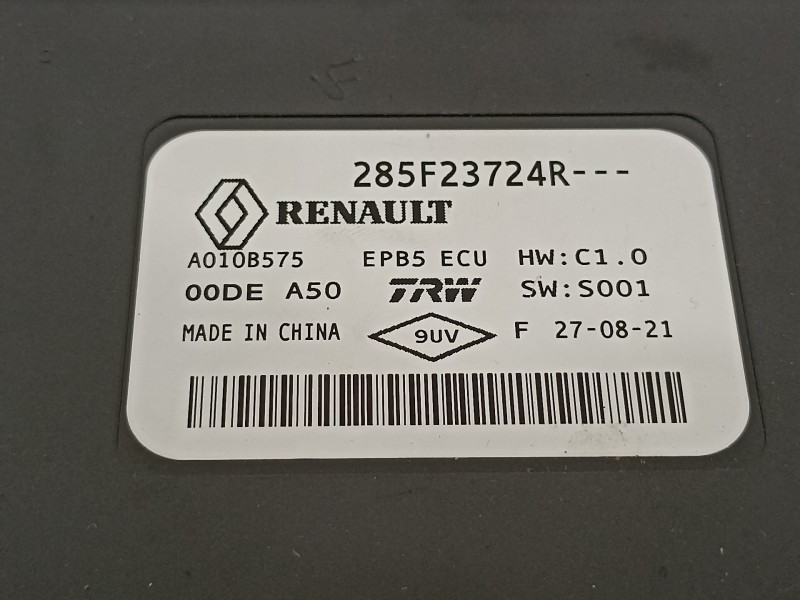 285F23724R---
RENAULT
A010B575 EPB5 ECU HW:C1.0
00DE A50 TRW SW:S001
MADE IN CHINA 9UV F 27-08-21